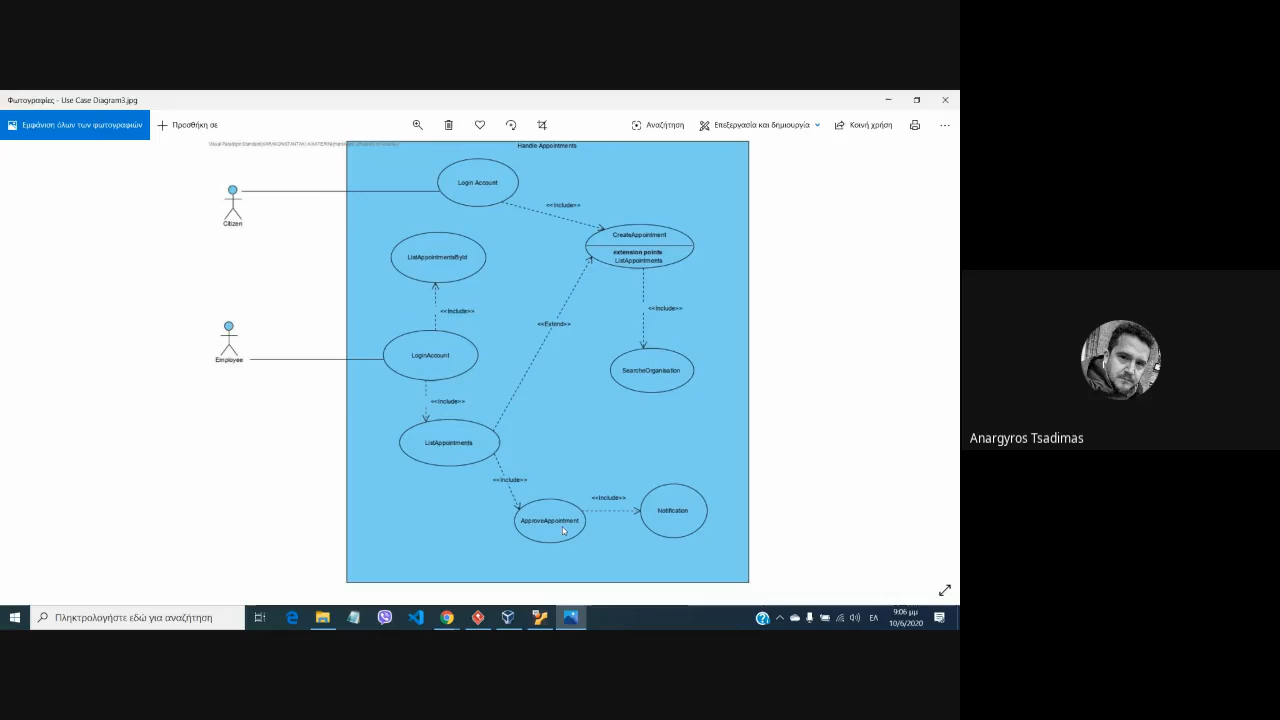 Φωτογραφίες - Use Case Diagram3.jpg
Εμφάνιση όλων των φωτογραφιών
Προσθήκη σε
Αναζήτηση
Επεξεργασία και δημιουργία
Κοινή χρήση
Handle Appointments
Login Account
<<Include>>
Citizen
CreateAppointment
extension points
ListAppointments
ListAppointmentsById
<<Include>>
<<Include>>
<<Extend>>
Employee
LoginAccount
SearcheOrganisation
<<Include>>
Anargyros Tsadimas
ListAppointments
<<Include>>
<<Include>>
Notification
ApproveAppointment
Πληκτρολογήστε εδώ για αναζήτηση
ΕΛ
9:06 μμ
10/6/2020